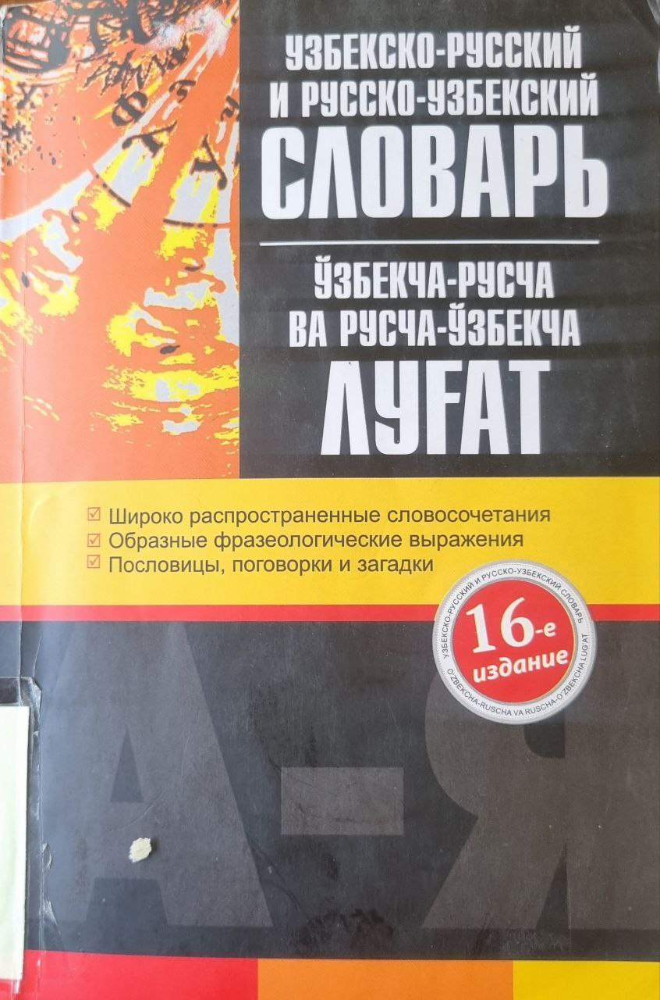 УЗБЕКСКО-РУССКИЙ
И РУССКО-УЗБЕКСКИЙ
СЛОВАРЬ
ЎЗБЕКЧА-РУСЧА
ВА РУСЧА-ЎЗБЕКЧА
ЛУҒАТ
Широко распространенные словосочетания
Образные фразеологические выражения
Пословицы, поговорки и загадки
УЗБЕКСКО-РУССКИЙ И РУССКО-УЗБЕКСКИЙ СЛОВАРЬ
16-е
издание
O'ZBEKCHA-RUSCHA VA RUSCHA-O'ZBEKCHA LUG'AT
А-Я